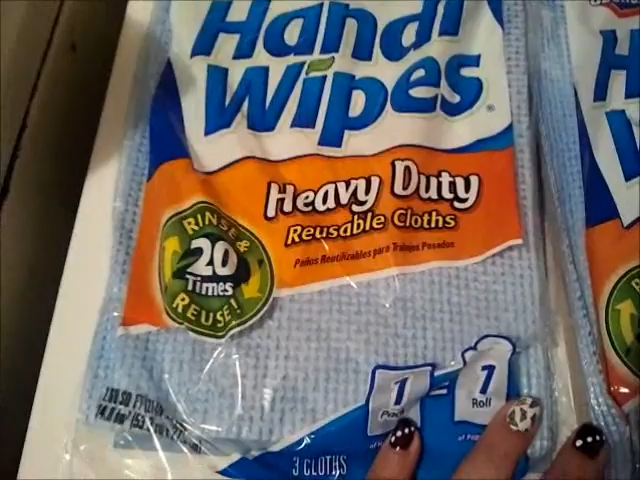 Handi
Wipes®
Heavy Duty
Reusable Cloths
Paños Reutilizables para Trabajos Pesados
RINSE &
20
Times
REUSE!
1
Pack
=
1
Roll
3 CLOTHS